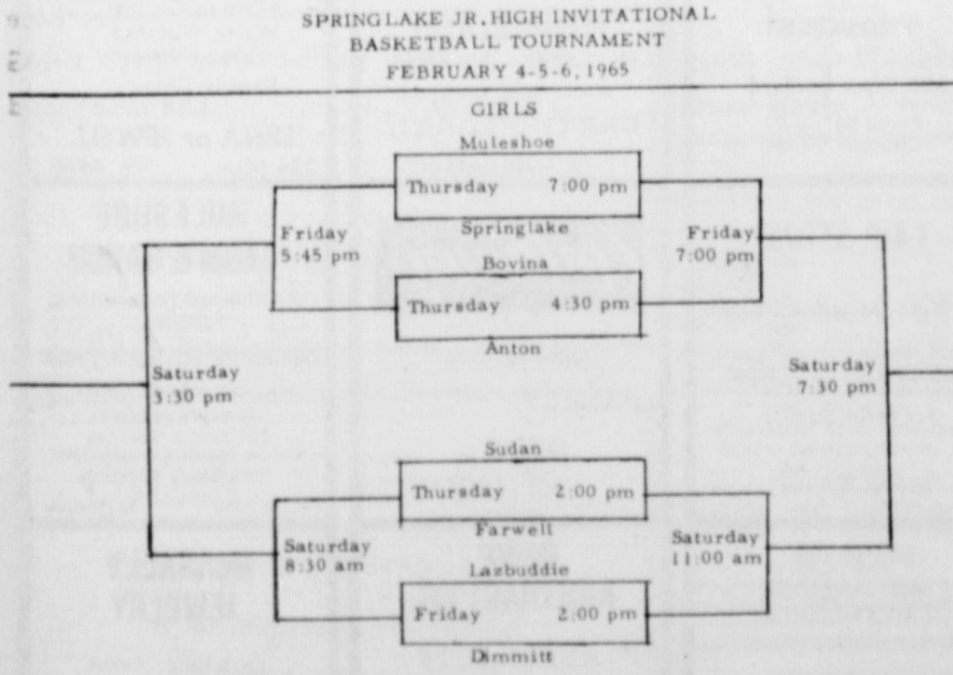 SPRINGLAKE JR. HIGH INVITATIONAL
BASKETBALL TOURNAMENT
FEBRUARY 4-5-6, 1965
GIRLS
Muleshoe
Thursday 7:00 pm
Springlake
Friday
5:45 pm
Friday
7:00 pm
Bovina
Thursday 4:30 pm
Anton
Saturday
3:30 pm
Saturday
7:30 pm
Sudan
Thursday 2:00 pm
Farwell
Saturday
8:30 am
Saturday
11:00 am
Lazbuddie
Friday 2:00 pm
Dimmitt